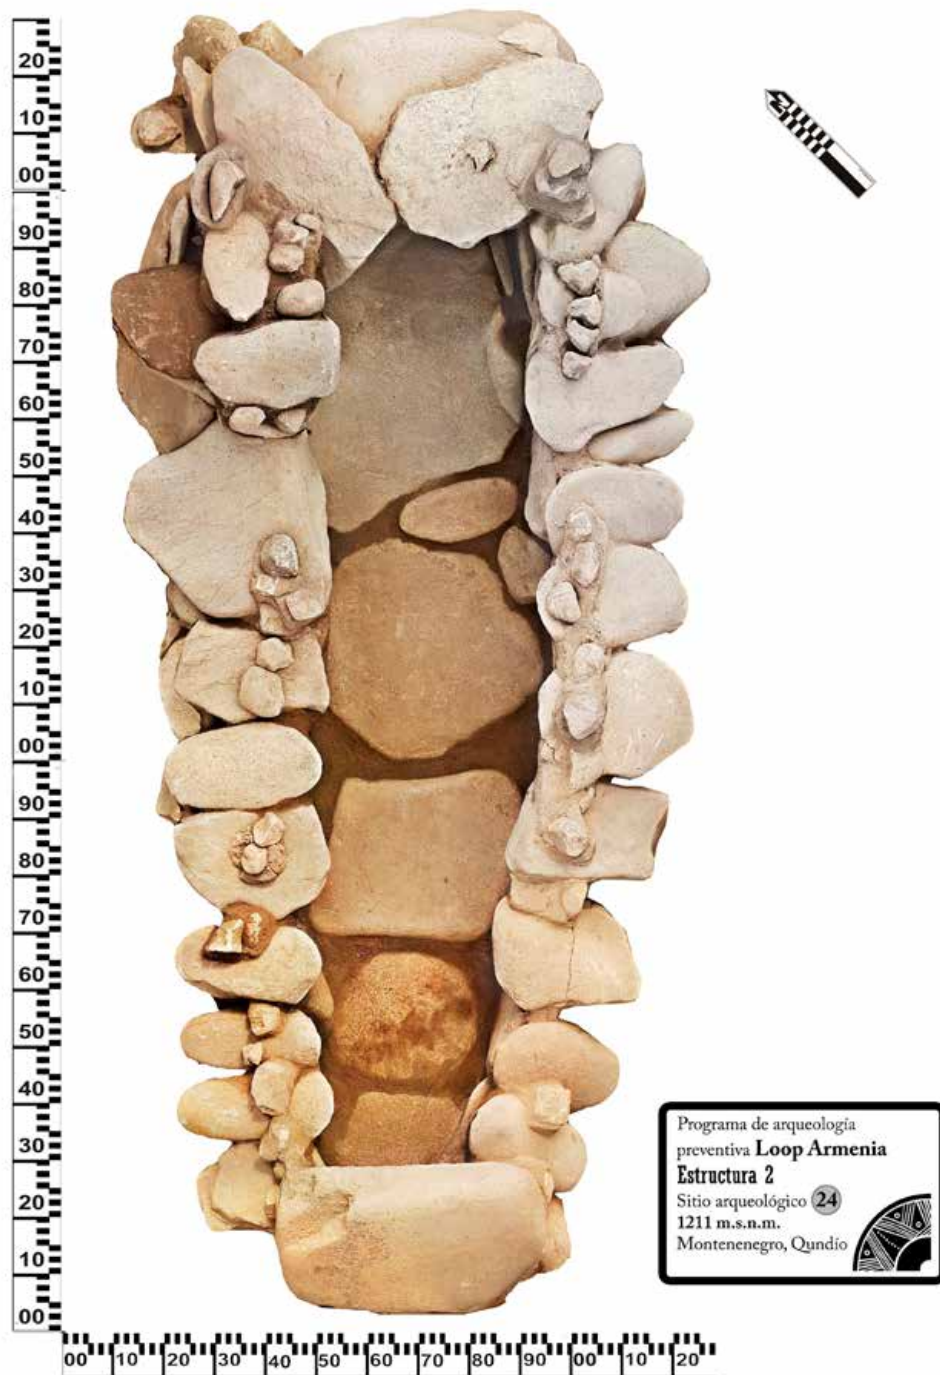 20
10
00
90
80
70
60
50
40
30
20
10
00
90
80
70
60
50
40
30
20
10
00
00 10 20 30 40 50 60 70 80 90 00 10 20
N
Programa de arqueología
preventiva Loop Armenia
Estructura 2
Sitio arqueológico 24
1211 m.s.n.m.
Montenenegro, Qundío